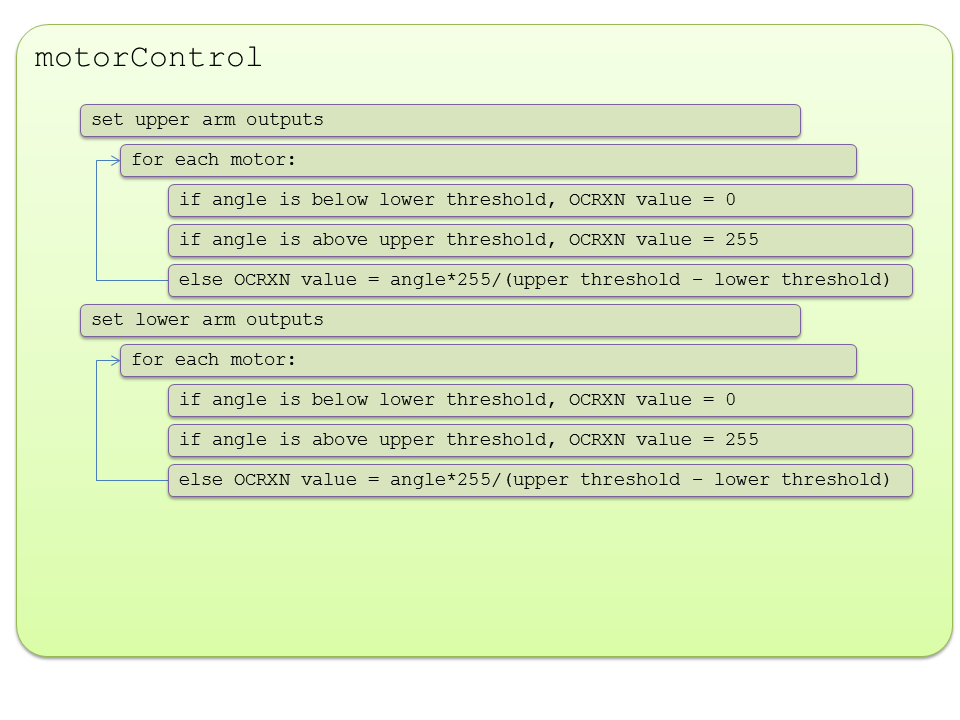 motorControl
set upper arm outputs
for each motor:
if angle is below lower threshold, OCRXN value = 0
if angle is above upper threshold, OCRXN value = 255
else OCRXN value = angle*255/(upper threshold – lower threshold)
set lower arm outputs
for each motor:
if angle is below lower threshold, OCRXN value = 0
if angle is above upper threshold, OCRXN value = 255
else OCRXN value = angle*255/(upper threshold – lower threshold)